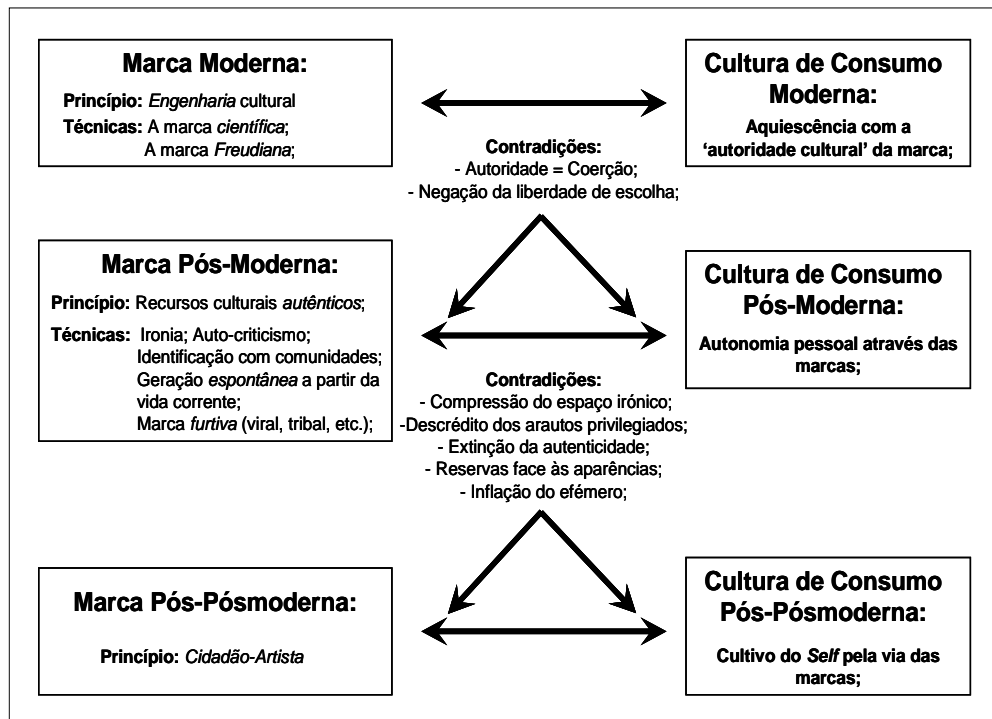 Marca Moderna:
Princípio: Engenharia cultural
Técnicas: A marca científica;
A marca Freudiana;
Cultura de Consumo
Moderna:
Aquiescência com a
‘autoridade cultural’ da marca;
Contradições:
- Autoridade = Coerção;
- Negação da liberdade de escolha;
Marca Pós-Moderna:
Princípio: Recursos culturais autênticos;
Técnicas: Ironia; Auto-criticismo;
Identificação com comunidades;
Geração espontânea a partir da
vida corrente;
Marca furtiva (viral, tribal, etc.);
Cultura de Consumo
Pós-Moderna:
Autonomia pessoal através das
marcas;
Contradições:
- Compressão do espaço irónico;
-Descrédito dos arautos privilegiados;
- Extinção da autenticidade;
- Reservas face às aparências;
- Inflação do efémero;
Marca Pós-Pósmoderna:
Princípio: Cidadão-Artista
Cultura de Consumo
Pós-Pósmoderna:
Cultivo do Self pela via das
marcas;